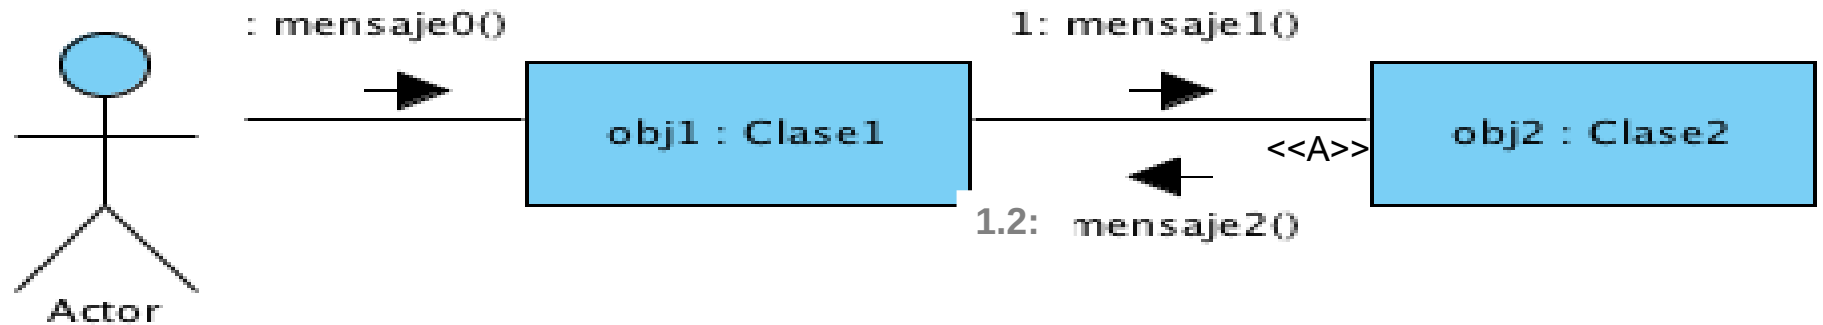 : mensaje0()
1: mensaje1()
obj1 : Clase1
obj2 : Clase2
<<A>>
1.2: mensaje2()
Actor